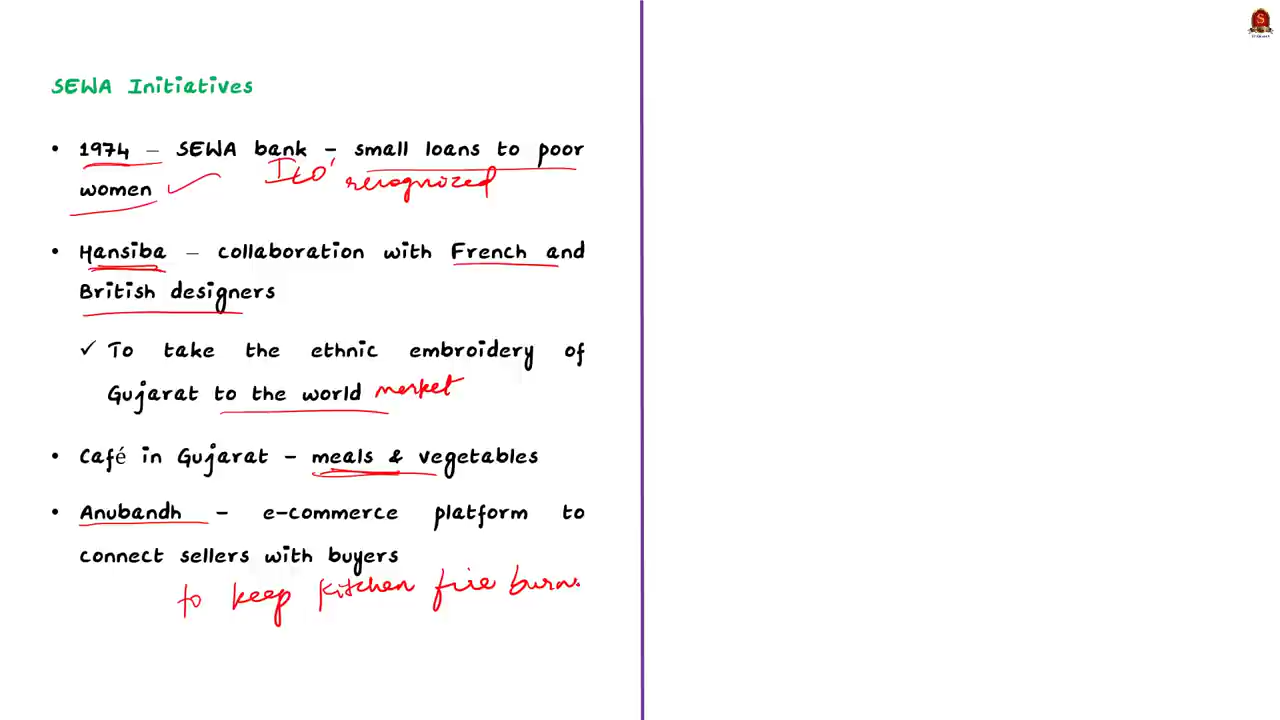 SEWA Initiatives
• 1974 – SEWA bank – small loans to poor
women
ILO' recognized
• Hansiba – collaboration with French and
British designers
✓ To take the ethnic embroidery of
Gujarat to the world market
• Café in Gujarat – meals & vegetables
• Anubandh – e-commerce platform to
connect sellers with buyers
to keep kitchen fire burn.